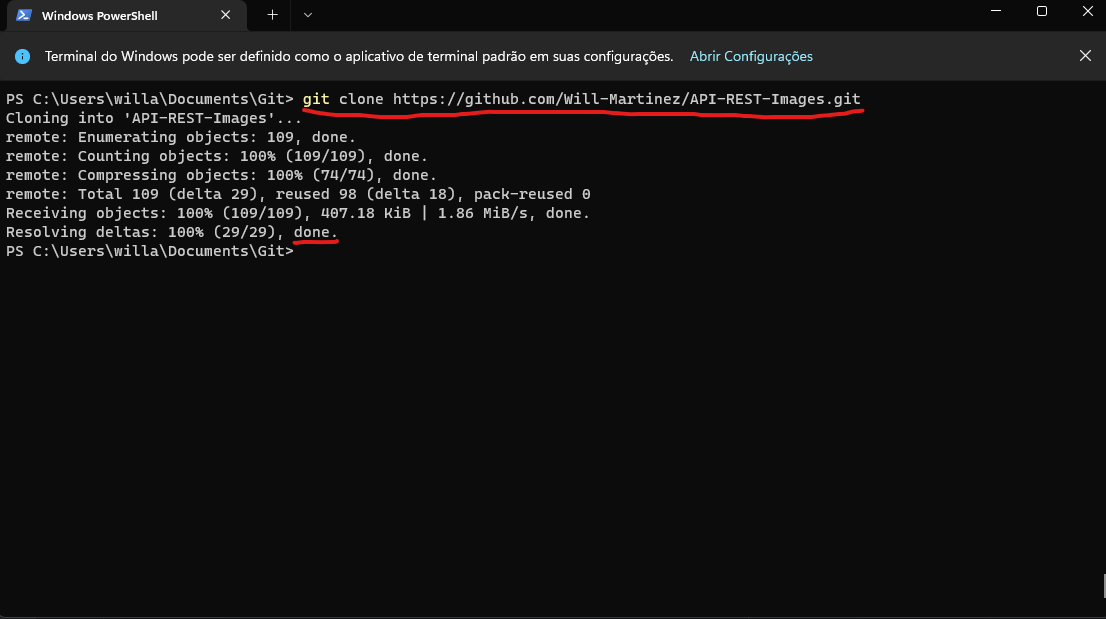 Windows PowerShell
Terminal do Windows pode ser definido como o aplicativo de terminal padrão em suas configurações. Abrir Configurações
PS C:\Users\willa\Documents\Git> git clone https://github.com/Will-Martinez/API-REST-Images.git
Cloning into 'API-REST-Images'...
remote: Enumerating objects: 109, done.
remote: Counting objects: 100% (109/109), done.
remote: Compressing objects: 100% (74/74), done.
remote: Total 109 (delta 29), reused 98 (delta 18), pack-reused 0
Receiving objects: 100% (109/109), 407.18 KiB | 1.86 MiB/s, done.
Resolving deltas: 100% (29/29), done.
PS C:\Users\willa\Documents\Git>